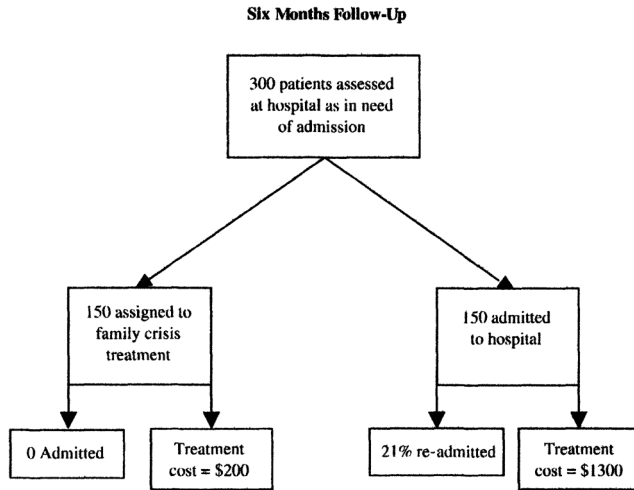 Six Months Follow-Up
300 patients assessed
at hospital as in need
of admission
150 assigned to
family crisis
treatment
150 admitted
to hospital
0 Admitted
Treatment
cost = $200
21% re-admitted
Treatment
cost = $1300